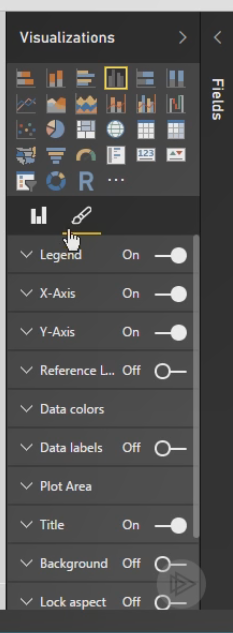 Visualizations
Fields
123
R
Legend On
X-Axis On
Y-Axis On
Reference L... Off
Data colors
Data labels Off
Plot Area
Title On
Background Off
Lock aspect Off